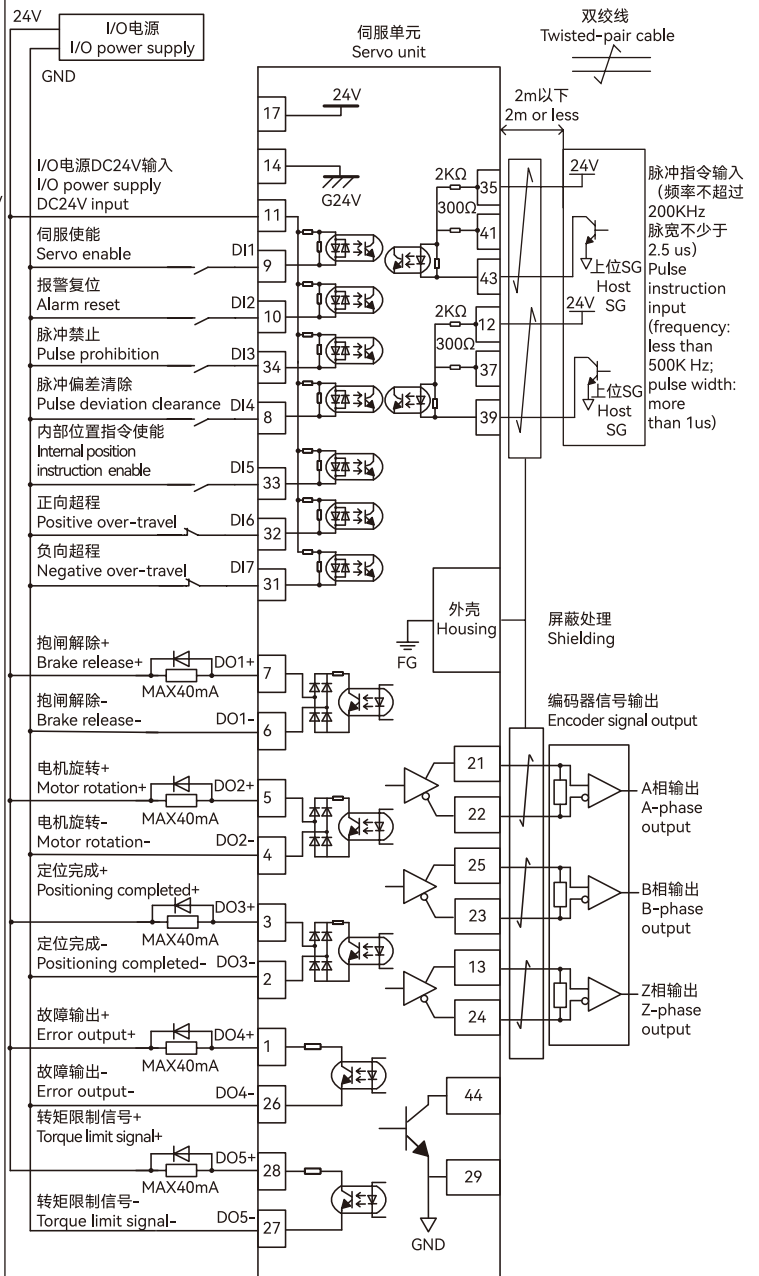 24V
I/O电源
I/O power supply
GND
伺服单元
Servo unit
双绞线
Twisted-pair cable
2m以下
2m or less
17
24V
14
G24V
I/O电源DC24V输入
I/O power supply
DC24V input
11
伺服使能
Servo enable
DI1
9
报警复位
Alarm reset
DI2
10
脉冲禁止
Pulse prohibition
DI3
34
脉冲偏差清除
Pulse deviation clearance
DI4
8
内部位置指令使能
Internal position
instruction enable
DI5
33
正向超程
Positive over-travel
DI6
32
负向超程
Negative over-travel
DI7
31
2KΩ
35
300Ω
41
43
24V
上位SG
Host
SG
2KΩ
12
300Ω
37
39
24V
上位SG
Host
SG
脉冲指令输入
（频率不超过
200KHz
脉宽不少于
2.5 us）
Pulse
instruction
input
(frequency:
less than
500K Hz;
pulse width:
more
than 1us)
外壳
Housing
FG
屏蔽处理
Shielding
抱闸解除+
Brake release+
DO1+
7
MAX40mA
抱闸解除-
Brake release-
DO1-
6
电机旋转+
Motor rotation+
DO2+
5
MAX40mA
电机旋转-
Motor rotation-
DO2-
4
定位完成+
Positioning completed+
DO3+
3
MAX40mA
定位完成-
Positioning completed-
DO3-
2
故障输出+
Error output+
DO4+
1
MAX40mA
故障输出-
Error output-
DO4-
26
转矩限制信号+
Torque limit signal+
DO5+
28
MAX40mA
转矩限制信号-
Torque limit signal-
DO5-
27
编码器信号输出
Encoder signal output
21
22
A相输出
A-phase
output
25
23
B相输出
B-phase
output
13
24
Z相输出
Z-phase
output
44
29
GND